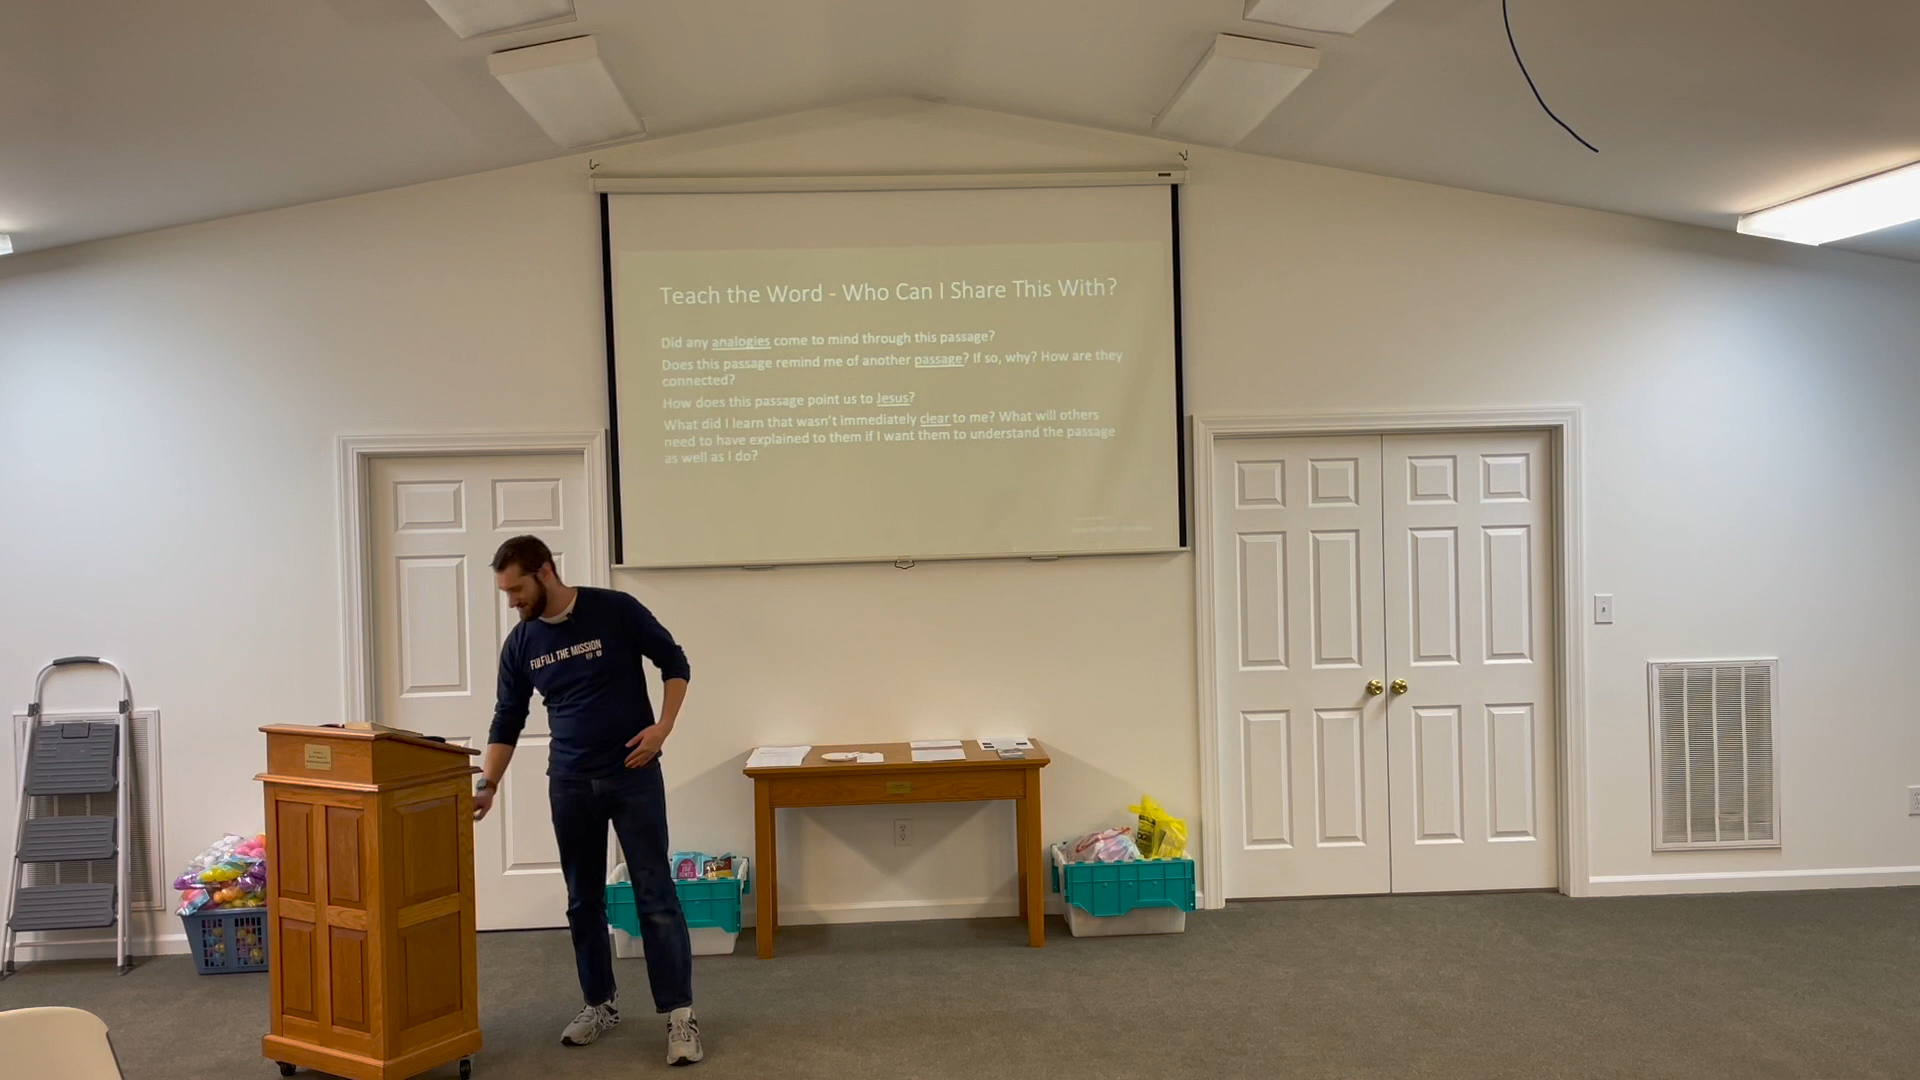 Teach the Word - Who Can I Share This With?
Did any analogies come to mind through this passage?
Does this passage remind me of another passage? If so, why? How are they
connected?
How does this passage point us to Jesus?
What did I learn that wasn't immediately clear to me? What will others
need to have explained to them if I want them to understand the passage
as well as I do?
FULFILL THE MISSION